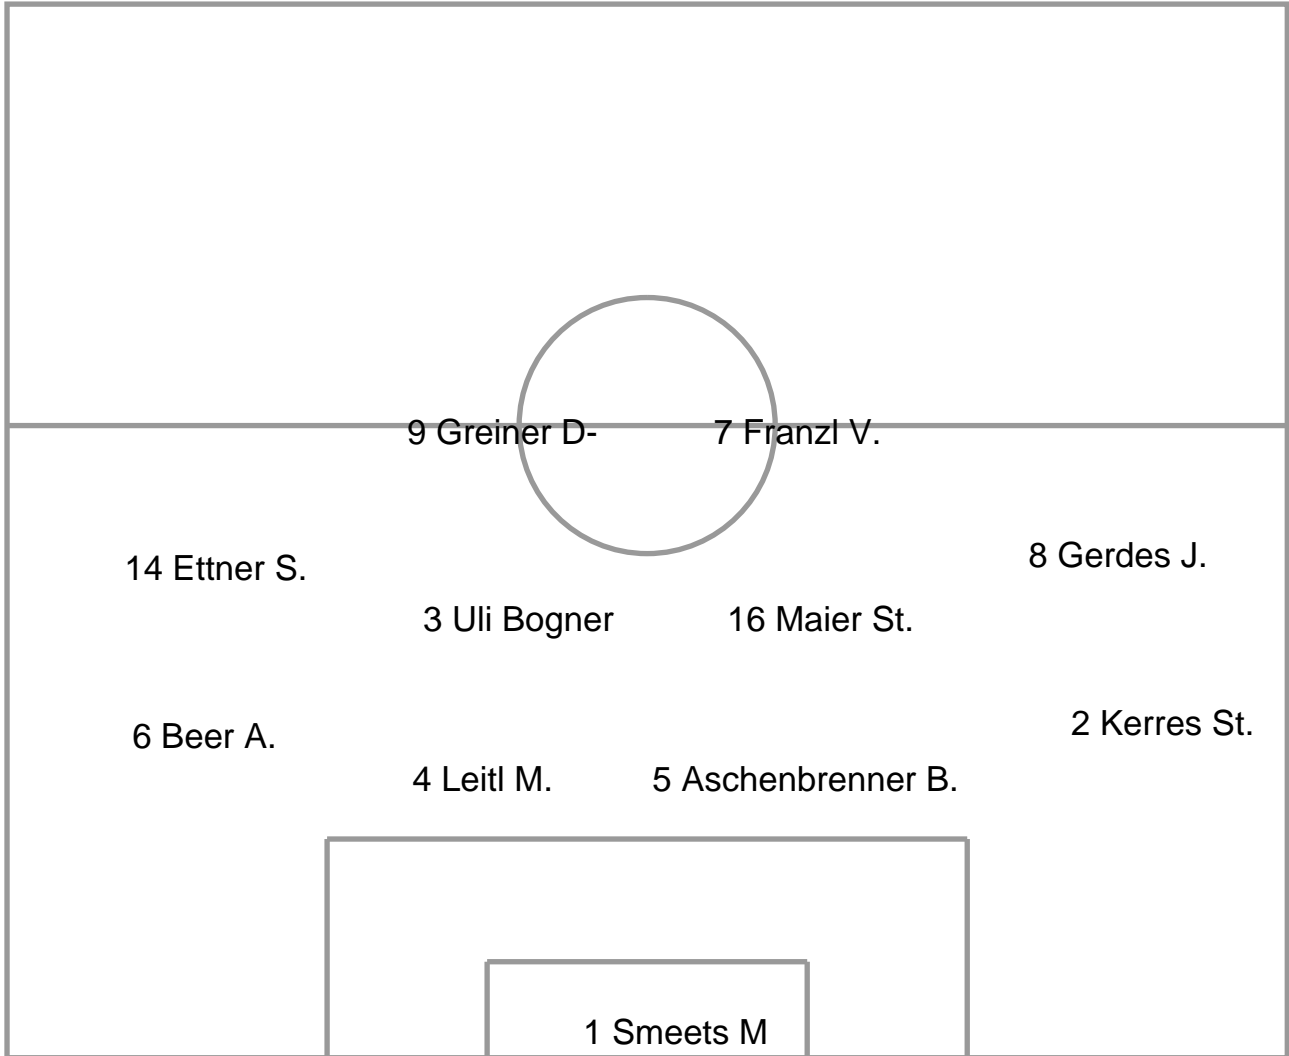 9 Greiner D-
7 Franzl V.
14 Ettner S.
8 Gerdes J.
3 Uli Bogner
16 Maier St.
6 Beer A.
2 Kerres St.
4 Leitl M.
5 Aschenbrenner B.
1 Smeets M